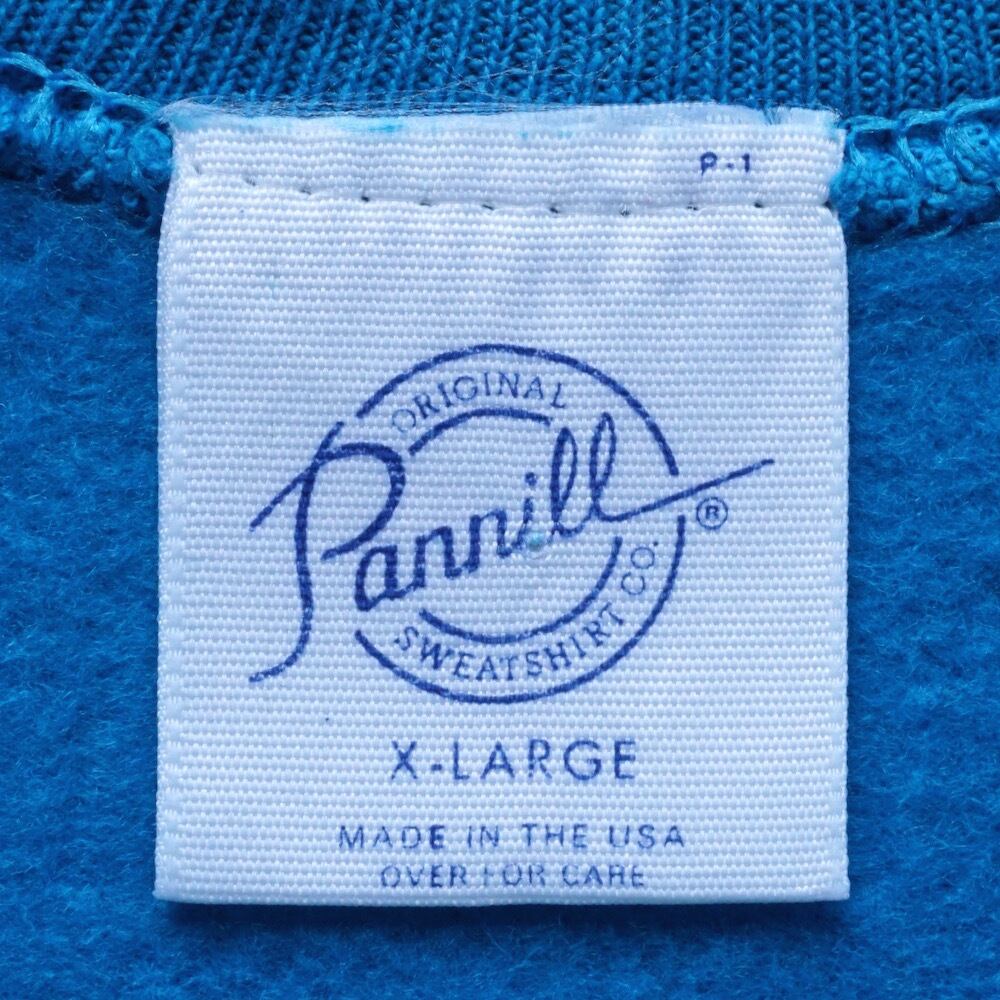 P-1
ORIGINAL
Pannill
®
SWEATSHIRT CO.
X-LARGE
MADE IN THE USA
OVER FOR CARE